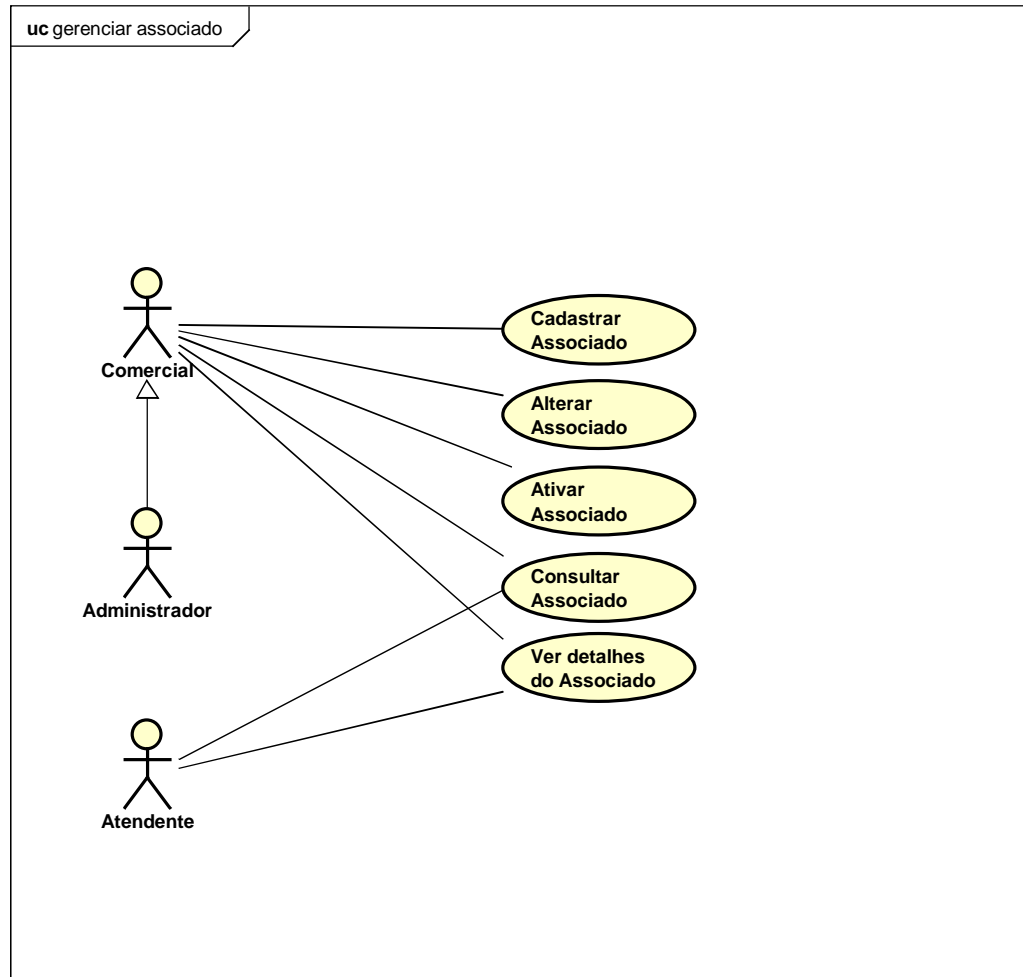 uc gerenciar associado
Comercial
Cadastrar
Associado
Alterar
Associado
Ativar
Associado
Administrador
Consultar
Associado
Ver detalhes
do Associado
Atendente